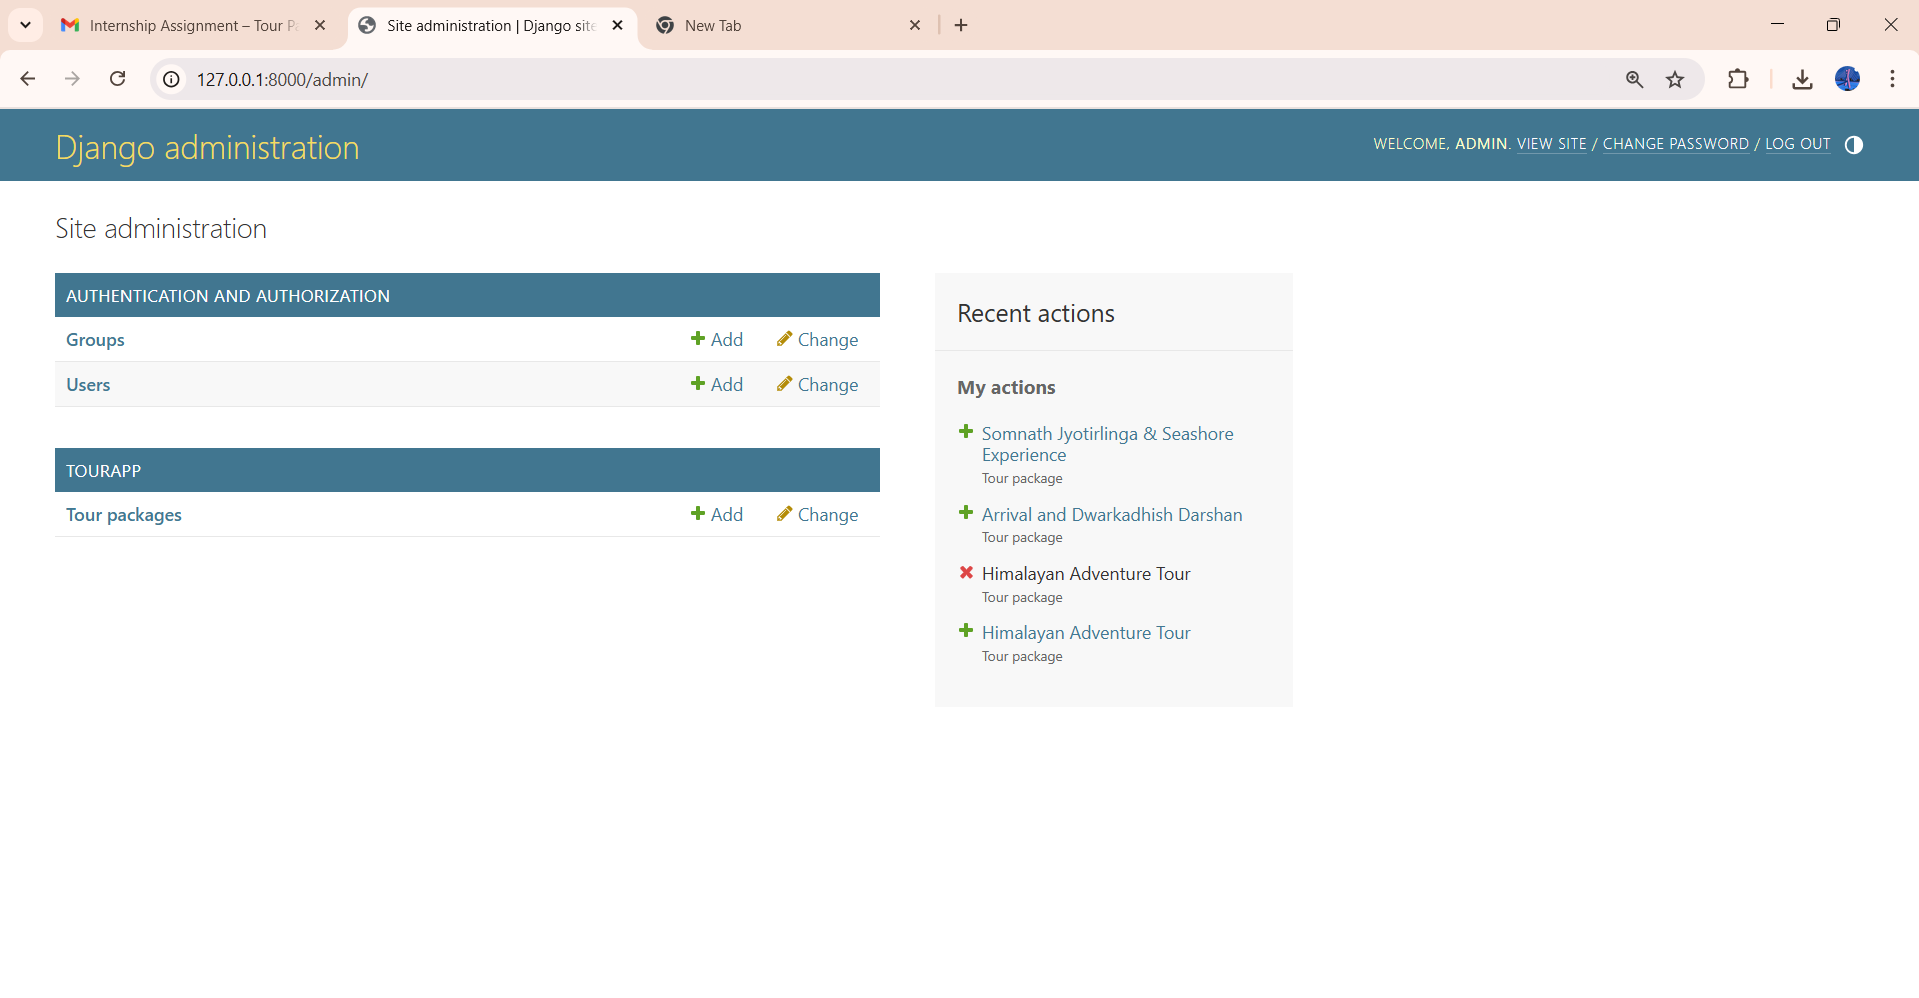 Internship Assignment – Tour Pa
Site administration | Django site
New Tab
127.0.0.1:8000/admin/
Django administration
WELCOME, ADMIN. VIEW SITE / CHANGE PASSWORD / LOG OUT
Site administration
AUTHENTICATION AND AUTHORIZATION
Groups Add Change
Users Add Change
TOURAPP
Tour packages Add Change
Recent actions
My actions
Somnath Jyotirlinga & Seashore
Experience
Tour package
Arrival and Dwarkadhish Darshan
Tour package
Himalayan Adventure Tour
Tour package
Himalayan Adventure Tour
Tour package